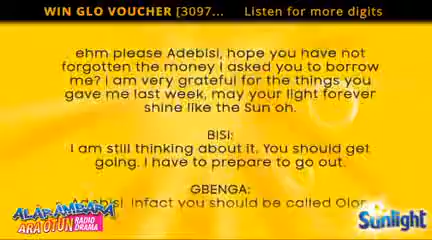 WIN GLO VOUCHER [3097... Listen for more digits
ehm please Adebisi, hope you have not
forgotten the money I asked you to borrow
me? I am very grateful for the things you
gave me last week, may your light forever
shine like the Sun oh.
BISI:
I am still thinking about it. You should get
going. I have to prepare to go out.
GBENGA:
Adebisi, infact you should be called Olor
ALÁRÀMBARÀ
ARA OTUN RADIO
DRAMA
Sunlight